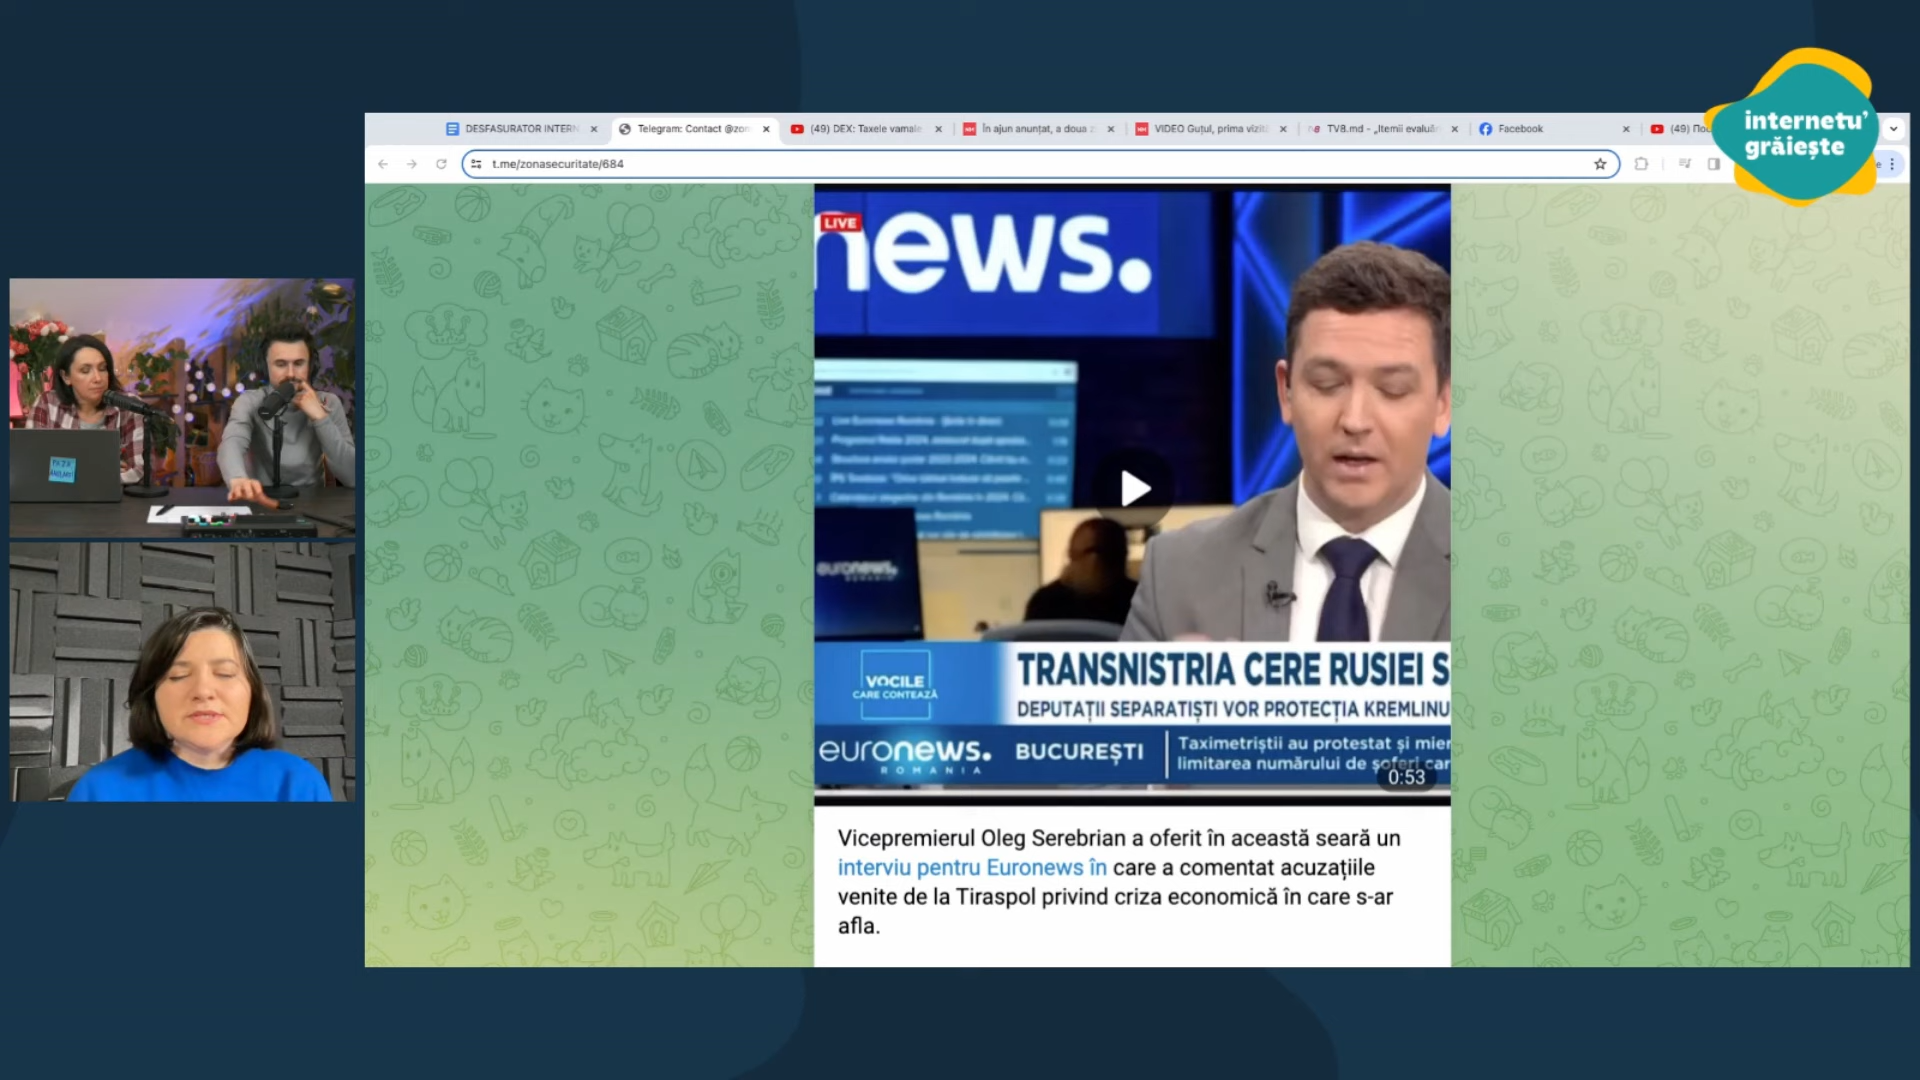 internetu'
grăiește
DESFASURATOR INTERN
Telegram: Contact @zon
(49) DEX: Taxele vamale
În ajun anunțat, a doua z
VIDEO Guțul, prima vizit
TV8.md - „Itemii evaluăr
Facebook
t.me/zonasecuritate/684
LIVE
news.
euronews.
VOCILE
CARE CONTEAZĂ
TRANSNISTRIA CERE RUSIEI S
DEPUTAȚII SEPARATIȘTI VOR PROTECȚIA KREMLINU
euronews.
ROMANIA
BUCUREȘTI
Taximetriștii au protestat și mier
limitarea numărului de șoferi car
0:53
Vicepremierul Oleg Serebrian a oferit în această seară un
interviu pentru Euronews în care a comentat acuzațiile
venite de la Tiraspol privind criza economică în care s-ar
afla.